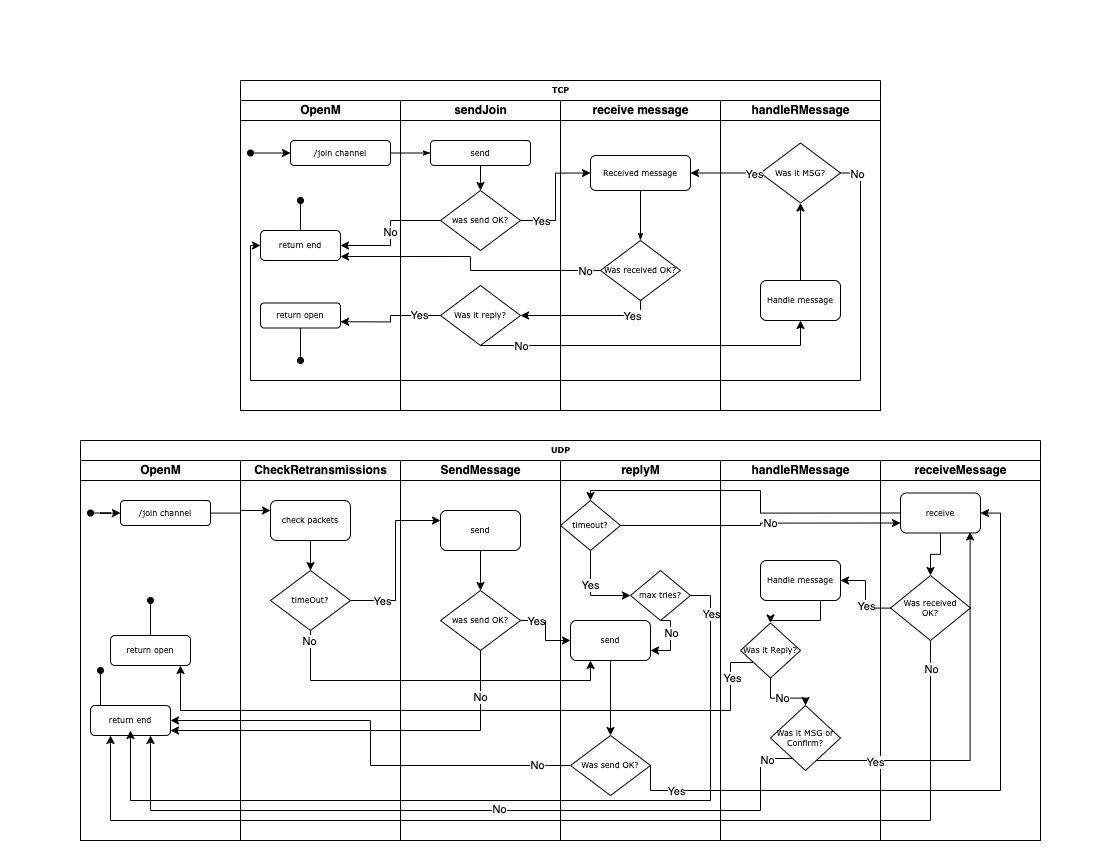 TCP
OpenM
sendJoin
receive message
handleRMessage
/join channel
send
Received message
Yes
Was it MSG?
No
was send OK?
Yes
No
return end
No
Was received OK?
Handle message
return open
Yes
Was it reply?
Yes
No
UDP
OpenM
CheckRetransmissions
SendMessage
replyM
handleRMessage
receiveMessage
/join channel
check packets
send
timeout?
No
receive
timeOut?
Yes
Yes
max tries?
Handle message
Yes
Was received
OK?
was send OK?
Yes
Yes
No
send
No
return open
Was it Reply?
No
Yes
No
No
return end
Was it MSG or
Confirm?
Was send OK?
No
No
Yes
Yes
No